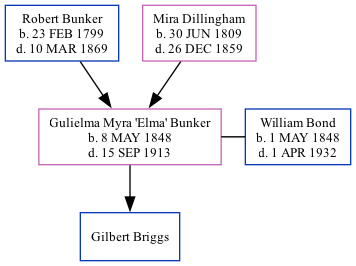 Robert Bunker
b. 23 FEB 1799
d. 10 MAR 1869
Mira Dillingham
b. 30 JUN 1809
d. 26 DEC 1859
Gulielma Myra 'Elma' Bunker
b. 8 MAY 1848
d. 15 SEP 1913
William Bond
b. 1 MAY 1848
d. 1 APR 1932
Gilbert Briggs